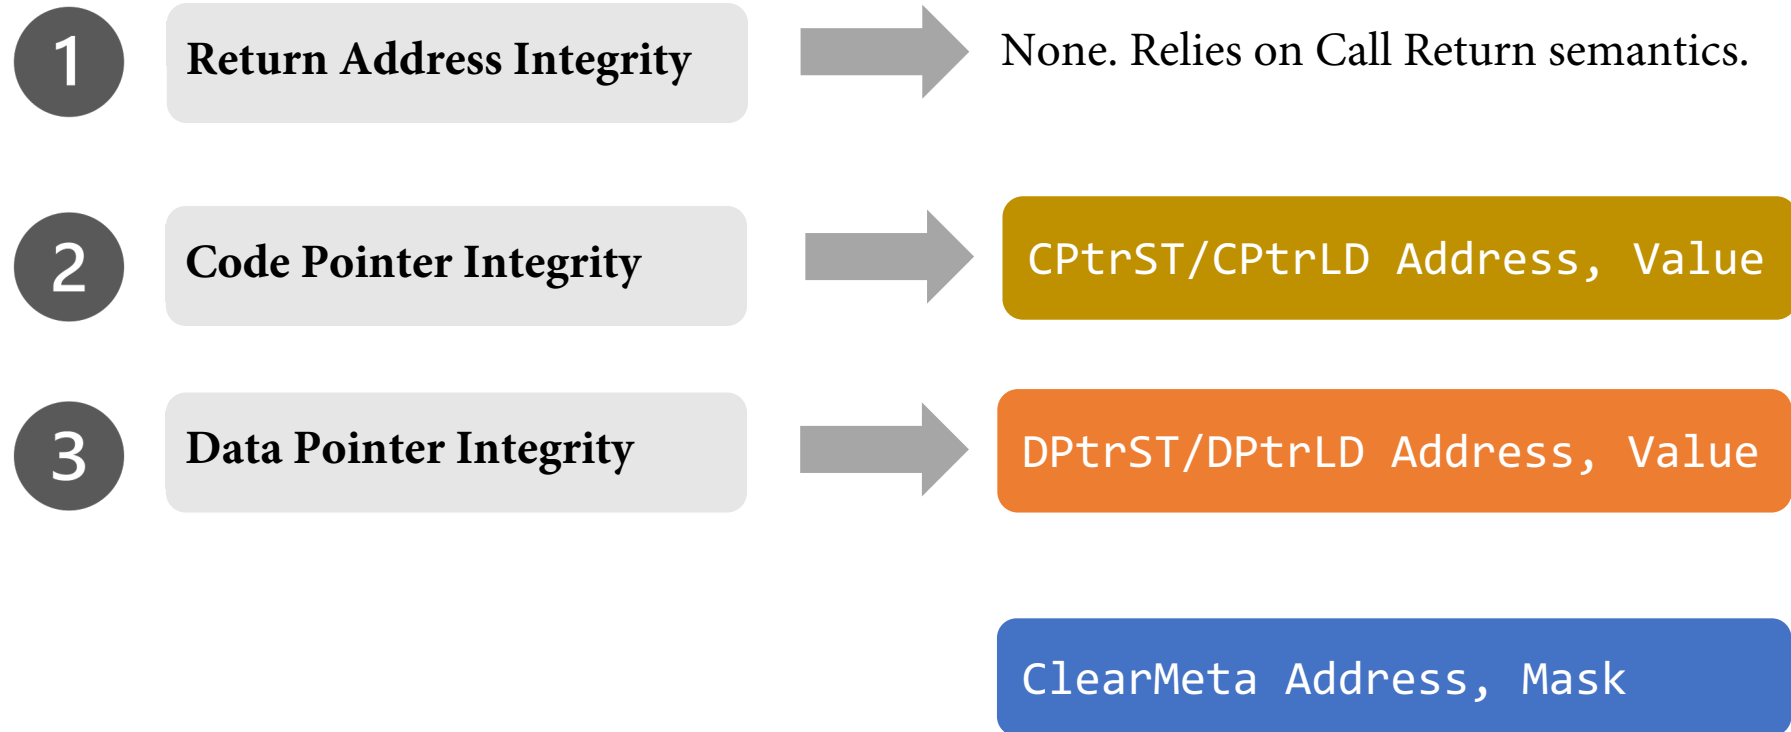 1 Return Address Integrity None. Relies on Call Return semantics.
2 Code Pointer Integrity CPtrST/CPtrLD Address, Value
3 Data Pointer Integrity DPtrST/DPtrLD Address, Value
ClearMeta Address, Mask